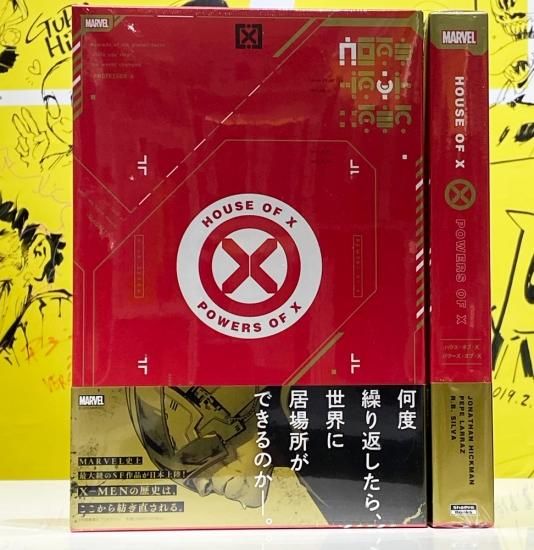 MARVEL
PROFESSOR X
HOUSE OF X
POWERS OF X
MARVEL
何度
繰り返したら、
世界に
居場所が
できるのか—。
MARVEL史上
最大級のSF作品が日本上陸!
X-MENの歴史は、
ここから紡ぎ直される。
MARVEL
HOUSE OF X
POWERS OF X
ハウス・オブ・X
パワーズ・オブ・X
JONATHAN HICKMAN
PEPE LARRAZ
R.B. SILVA
ShoPro
Books
2019.2